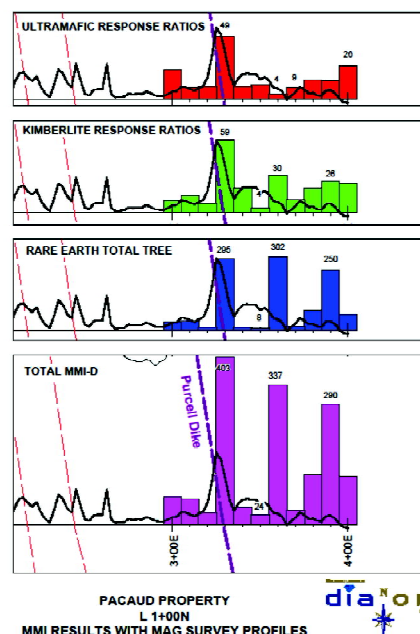 ULTRAMAFIC RESPONSE RATIOS
49
4
9
20
KIMBERLITE RESPONSE RATIOS
59
4
30
26
RARE EARTH TOTAL TREE
295
8
302
250
TOTAL MMI-D
403
24
337
290
Purcell Dike
3+00E
4+00E
PACAUD PROPERTY
L 1+00N
MMI RESULTS WITH MAG SURVEY PROFILES